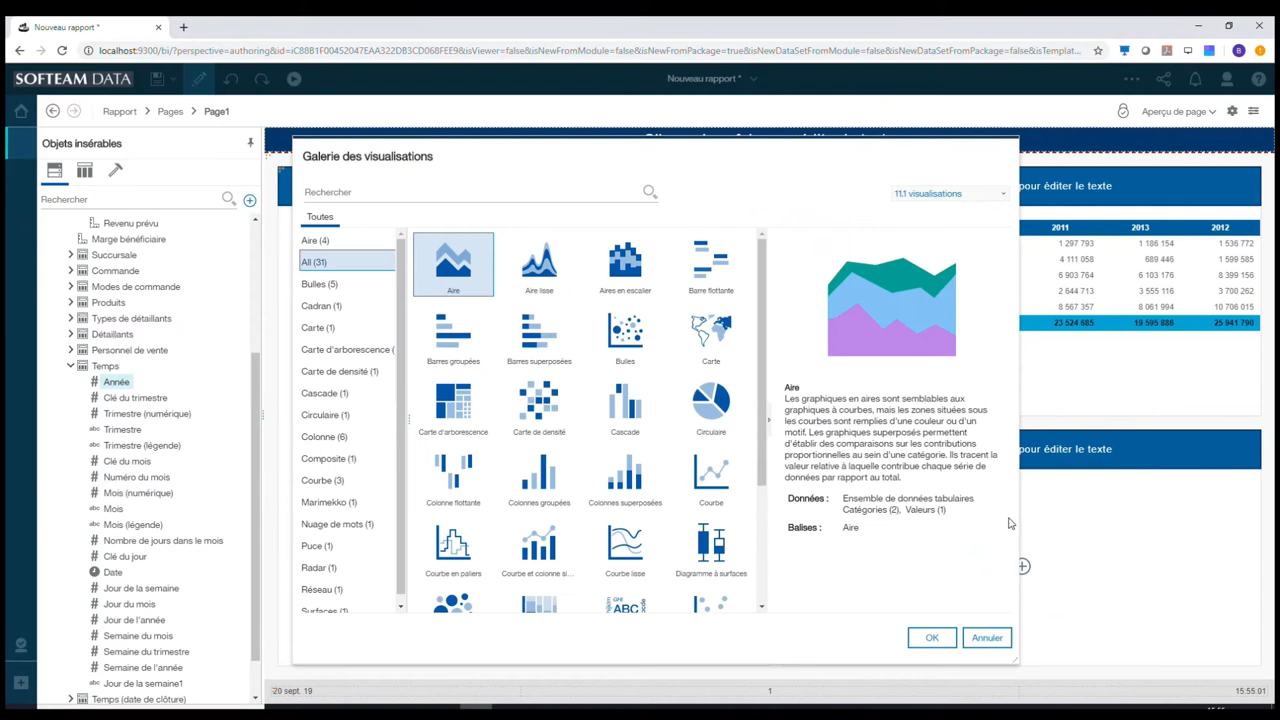 Nouveau rapport *
localhost:9300/bi/?perspective=authoring&id=iC88B1F00452047EAA322DB3CD068FEE9&isViewer=false&isNewFromModule=false&isNewFromPackage=true&isNewDataSetFromModule=false&isNewDataSetFromPackage=false&isTemplat...
B
SOFTEAM DATA
Nouveau rapport *
Rapport
Pages
Page1
Aperçu de page
Objets insérables
Rechercher
Revenu prévu
Marge bénéficiaire
Succursale
Commande
Modes de commande
Produits
Types de détaillants
Détaillants
Personnel de vente
Temps
# Année
# Clé du trimestre
# Trimestre (numérique)
abc Trimestre
abc Trimestre (légende)
# Clé du mois
# Numéro du mois
# Mois (numérique)
abc Mois
abc Mois (légende)
# Nombre de jours dans le mois
# Clé du jour
Date
# Jour de la semaine
# Jour du mois
# Jour de l'année
# Semaine du mois
# Semaine du trimestre
# Semaine de l'année
abc Jour de la semaine1
Temps (date de clôture)
Galerie des visualisations
Rechercher
11.1 visualisations
Toutes
Aire (4)
All (31)
Bulles (5)
Cadran (1)
Carte (1)
Carte d'arborescence (
Carte de densité (1)
Cascade (1)
Circulaire (1)
Colonne (6)
Composite (1)
Courbe (3)
Marimekko (1)
Nuage de mots (1)
Puce (1)
Radar (1)
Réseau (1)
Surfaces (1)
Aire
Aire lisse
Aires en escalier
Barre flottante
Barres groupées
Barres superposées
Bulles
Carte
Carte d'arborescence
Carte de densité
Cascade
Circulaire
Colonne flottante
Colonnes groupées
Colonnes superposées
Courbe
Courbe en paliers
Courbe et colonne si...
Courbe lisse
Diagramme à surfaces
GHI
ABC
Aire
Les graphiques en aires sont semblables aux
graphiques à courbes, mais les zones situées sous
les courbes sont remplies d'une couleur ou d'un
motif. Les graphiques superposés permettent
d'établir des comparaisons sur les contributions
proportionnelles au sein d'une catégorie. Ils tracent la
valeur relative à laquelle contribue chaque série de
données par rapport au total.
Données : Ensemble de données tabulaires
Catégories (2), Valeurs (1)
Balises : Aire
OK
Annuler
pour éditer le texte
2011 2013 2012
1 297 793 1 186 154 1 536 772
4 111 058 689 446 1 599 585
6 903 764 6 103 176 8 399 156
2 644 713 3 555 116 3 700 262
8 567 357 8 061 994 10 706 015
23 524 685 19 595 886 25 941 790
pour éditer le texte
20 sept. 19
1
15:55:01